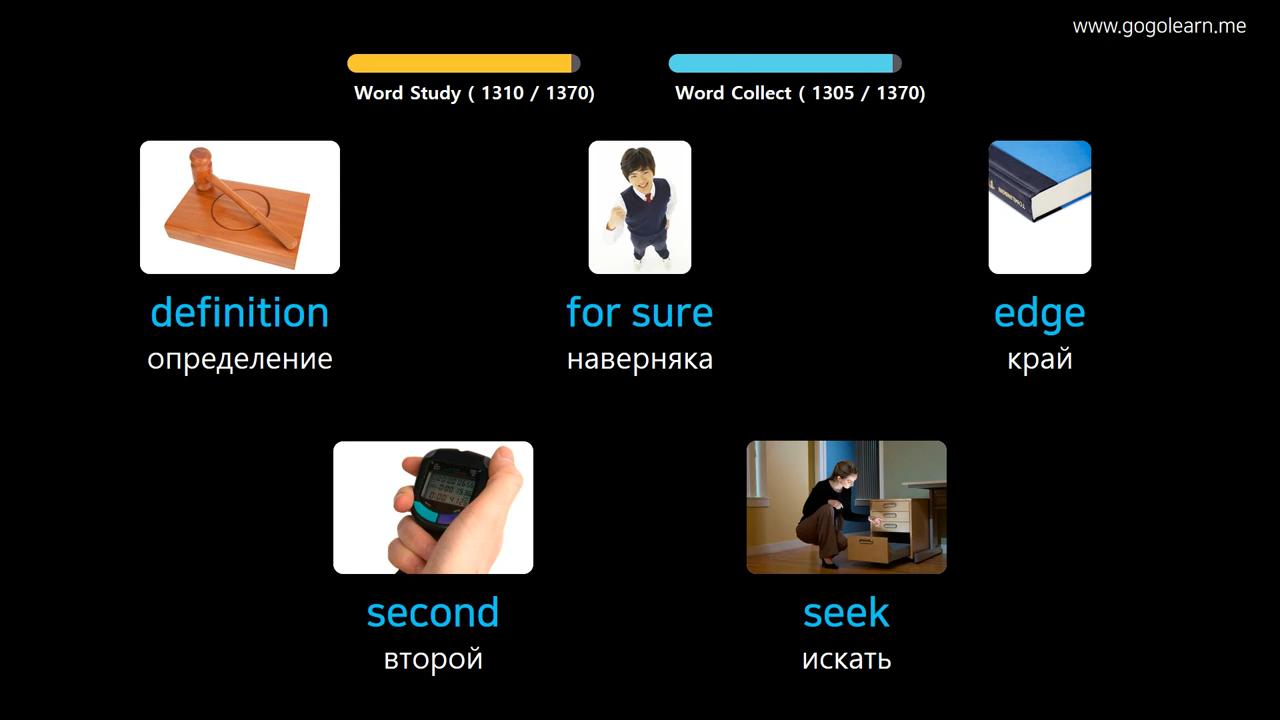 www.gogolearn.me
Word Study ( 1310 / 1370)
Word Collect ( 1305 / 1370)
definition
определение
for sure
наверняка
edge
край
second
второй
seek
искать